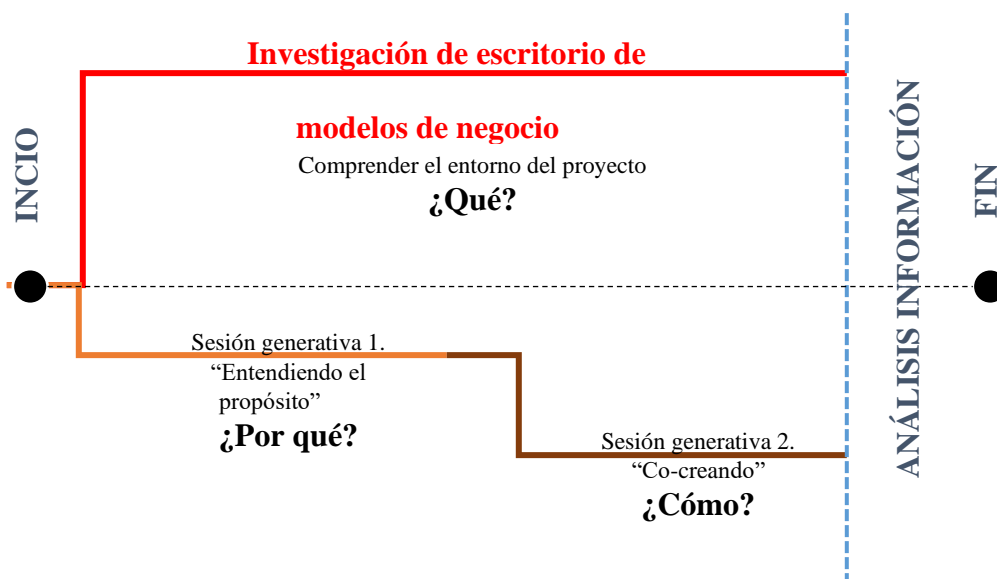 Investigación de escritorio de
modelos de negocio
Comprender el entorno del proyecto
¿Qué?
INCIO
Sesión generativa 1.
“Entendiendo el
propósito”
¿Por qué?
Sesión generativa 2.
“Co-creando”
¿Cómo?
ANÁLISIS INFORMACIÓN
FIN